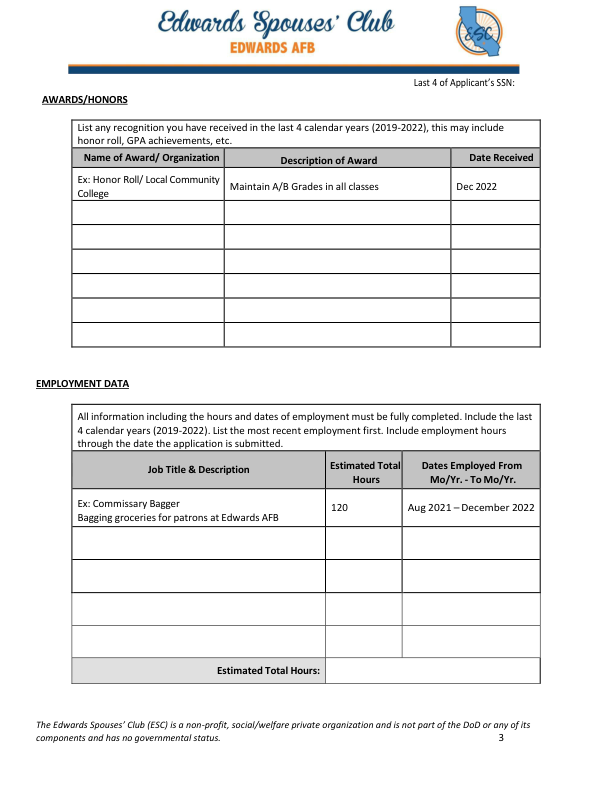 Edwards Spouses' Club
EDWARDS AFB
ESC
Last 4 of Applicant's SSN:
AWARDS/HONORS
List any recognition you have received in the last 4 calendar years (2019-2022), this may include
honor roll, GPA achievements, etc.
Name of Award/ Organization Description of Award Date Received
Ex: Honor Roll/ Local Community
College
Maintain A/B Grades in all classes
Dec 2022
EMPLOYMENT DATA
All information including the hours and dates of employment must be fully completed. Include the last
4 calendar years (2019-2022). List the most recent employment first. Include employment hours
through the date the application is submitted.
Job Title & Description
Estimated Total
Hours
Dates Employed From
Mo/Yr. - To Mo/Yr.
Ex: Commissary Bagger
Bagging groceries for patrons at Edwards AFB
120
Aug 2021 – December 2022
Estimated Total Hours:
The Edwards Spouses' Club (ESC) is a non-profit, social/welfare private organization and is not part of the DoD or any of its
components and has no governmental status.
3